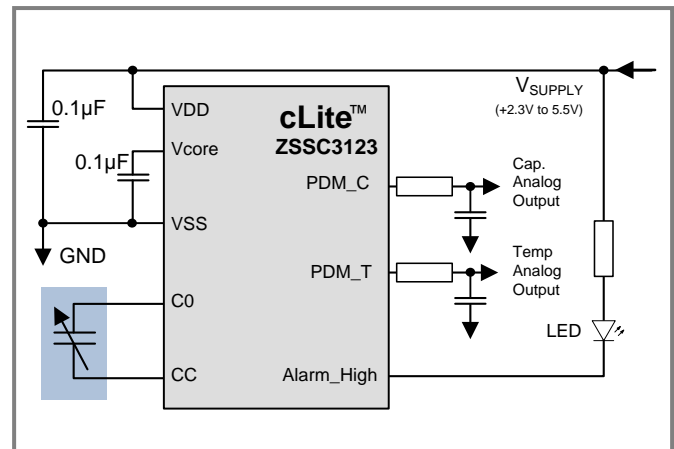 0.1µF
VDD
cLite™
ZSSC3123
VSUPPLY
(+2.3V to 5.5V)
0.1µF
Vcore
PDM_C
Cap.
Analog
Output
VSS
GND
PDM_T
Temp
Analog
Output
C0
LED
CC
Alarm_High